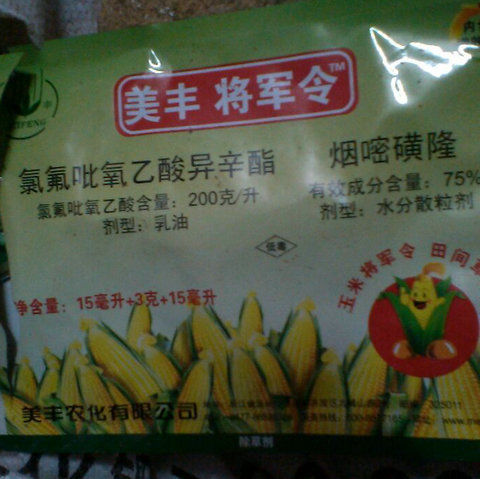 美丰 将军令™
氯氟吡氧乙酸异辛酯
氯氟吡氧乙酸含量：200克/升
剂型：乳油
烟嘧磺隆
有效成分含量：75%
剂型：水分散粒剂
低毒
净含量：15毫升+3克+15毫升
玉米将军令 田间
美丰农化有限公司
325011
除草剂